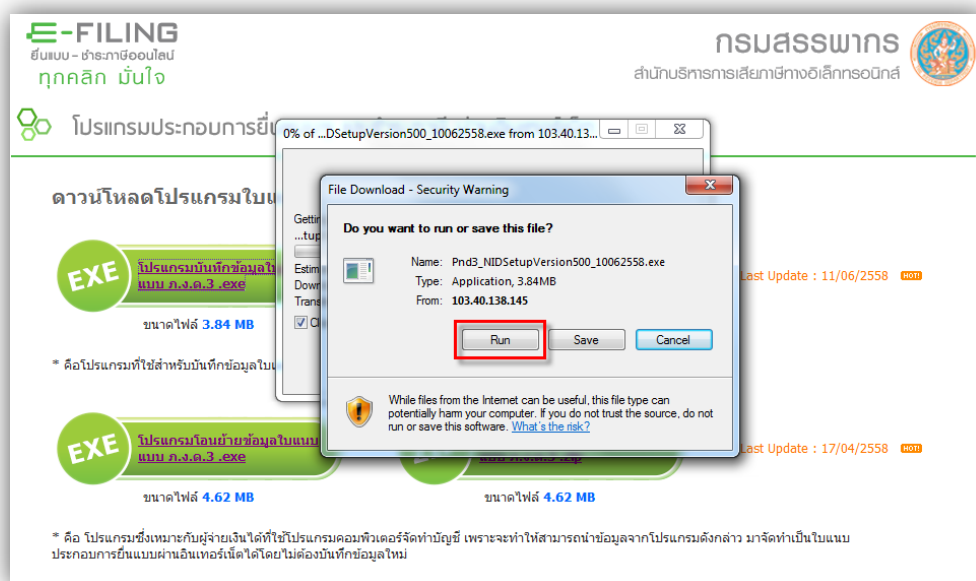 E-FILING
ยื่นแบบ - ชำระภาษีออนไลน์
ทุกคลิก มั่นใจ
กรมสรรพากร
สำนักบริหารการเสียภาษีทางอิเล็กทรอนิกส์
โปรแกรมประกอบการยื่น
0% of ...DSetupVersion500_10062558.exe from 103.40.13...
ดาวน์โหลดโปรแกรมใบแ
File Download - Security Warning
Do you want to run or save this file?
Name: Pnd3_NIDSetupVersion500_10062558.exe
Type: Application, 3.84MB
From: 103.40.138.145
Run Save Cancel
While files from the Internet can be useful, this file type can
potentially harm your computer. If you do not trust the source, do not
run or save this software. What's the risk?
Gettin
...tup
Estim
Down
Trans
Cl
EXE
โปรแกรมบันทึกข้อมูลใบ
แบบ ภ.ง.ด.3 .exe
Last Update : 11/06/2558 HOT!
ขนาดไฟล์ 3.84 MB
* คือโปรแกรมที่ใช้สำหรับบันทึกข้อมูลใบแ
EXE
โปรแกรมโอนย้ายข้อมูลใบแนบ
แบบ ภ.ง.ด.3 .exe
แบบ ภ.ง.ด.3 .zip
Last Update : 17/04/2558 HOT!
ขนาดไฟล์ 4.62 MB
ขนาดไฟล์ 4.62 MB
* คือ โปรแกรมซึ่งเหมาะกับผู้จ่ายเงินได้ที่ใช้โปรแกรมคอมพิวเตอร์จัดทำบัญชี เพราะจะทำให้สามารถนำข้อมูลจากโปรแกรมดังกล่าว มาจัดทำเป็นใบแนบ
ประกอบการยื่นแบบผ่านอินเทอร์เน็ตได้โดยไม่ต้องบันทึกข้อมูลใหม่